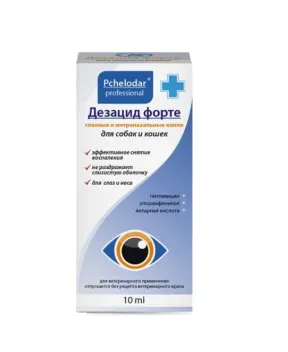 Pchelodar®
professional
Дезацид форте
глазные и интраназальные капли
для собак и кошек
✓ эффективное снятие
воспаления
✓ не раздражает
слизистую оболочку
✓ для глаз и носа
гентамицин
хлорамфеникол
янтарная кислота
для ветеринарного применения
отпускается без рецепта ветеринарного врача
10 ml